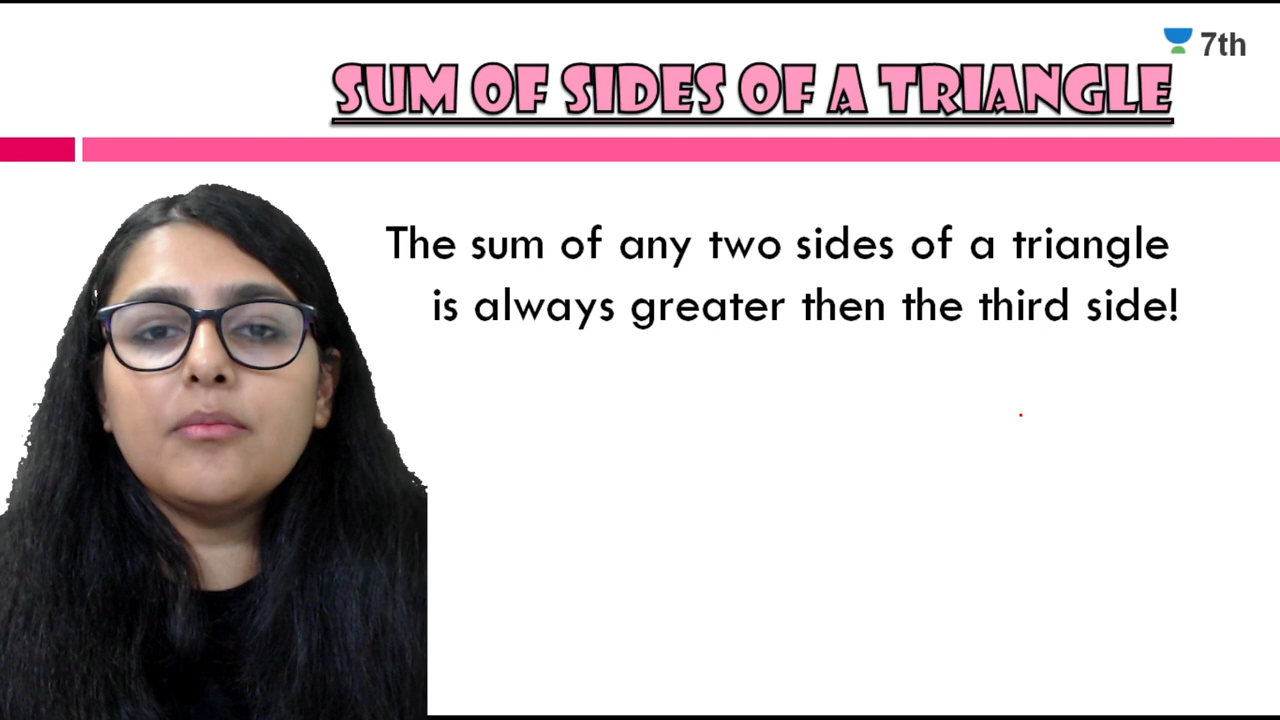 7th
SUM OF SIDES OF A TRIANGLE
The sum of any two sides of a triangle
is always greater then the third side!